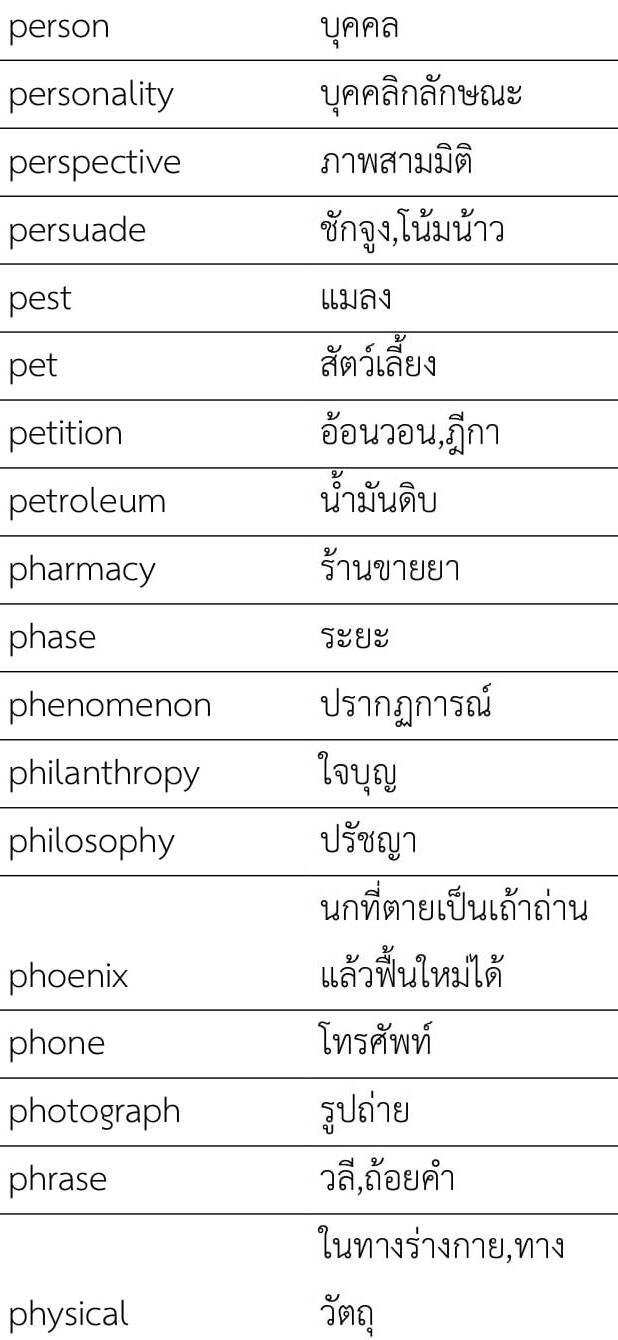 person บุคคล
personality บุคคลิกลักษณะ
perspective ภาพสามมิติ
persuade ชักจูง,โน้มน้าว
pest แมลง
pet สัตว์เลี้ยง
petition อ้อนวอน,ฎีกา
petroleum น้ำมันดิบ
pharmacy ร้านขายยา
phase ระยะ
phenomenon ปรากฏการณ์
philanthropy ใจบุญ
philosophy ปรัชญา
นกที่ตายเป็นเถ้าถ่าน
phoenix แล้วฟื้นใหม่ได้
phone โทรศัพท์
photograph รูปถ่าย
phrase วลี,ถ้อยคำ
ในทางร่างกาย,ทาง
physical วัตถุ